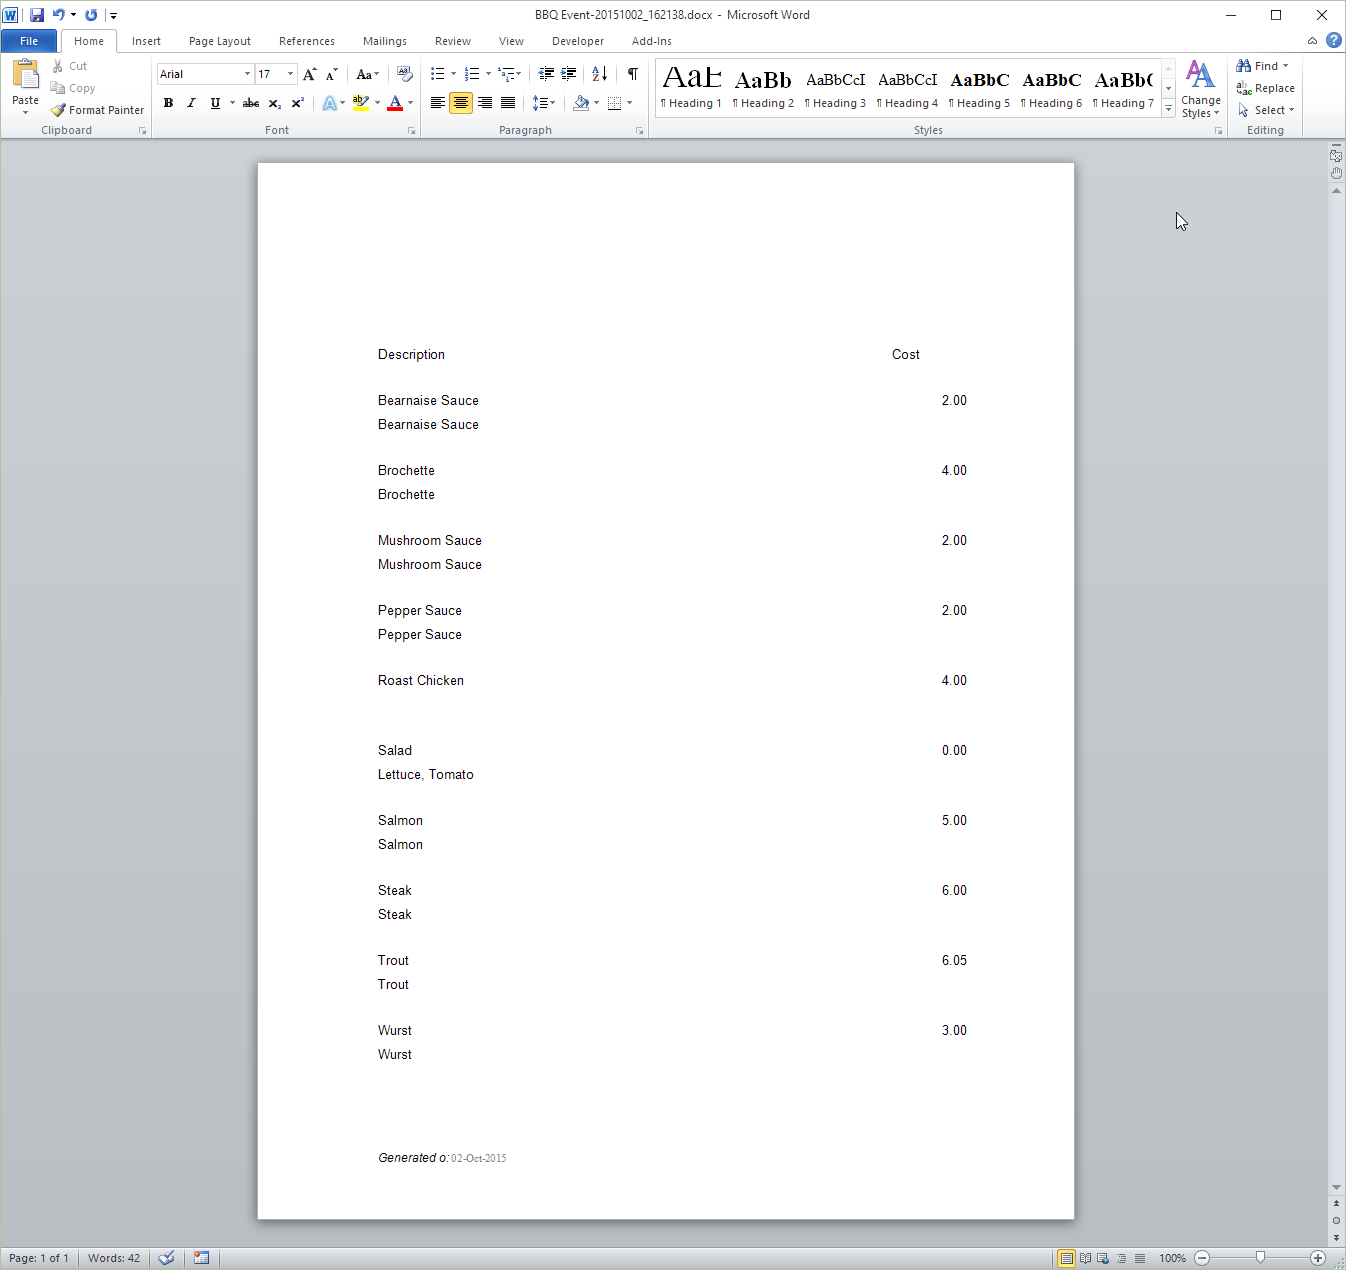 BBQ Event-20151002_162138.docx - Microsoft Word
File Home Insert Page Layout References Mailings Review View Developer Add-Ins
Paste
Cut
Copy
Format Painter
Clipboard
Arial 17
Font
Paragraph
AaBb AaBbCcI AaBbCcI AaBbC AaBbC AaBb(
¶ Heading 1 ¶ Heading 2 ¶ Heading 3 ¶ Heading 4 ¶ Heading 5 ¶ Heading 6 ¶ Heading 7
Change
Styles
Styles
Find
Replace
Select
Editing
Description Cost
Bearnaise Sauce 2.00
Bearnaise Sauce
Brochette 4.00
Brochette
Mushroom Sauce 2.00
Mushroom Sauce
Pepper Sauce 2.00
Pepper Sauce
Roast Chicken 4.00
Salad 0.00
Lettuce, Tomato
Salmon 5.00
Salmon
Steak 6.00
Steak
Trout 6.05
Trout
Wurst 3.00
Wurst
Generated o: 02-Oct-2015
Page: 1 of 1 Words: 42 100%